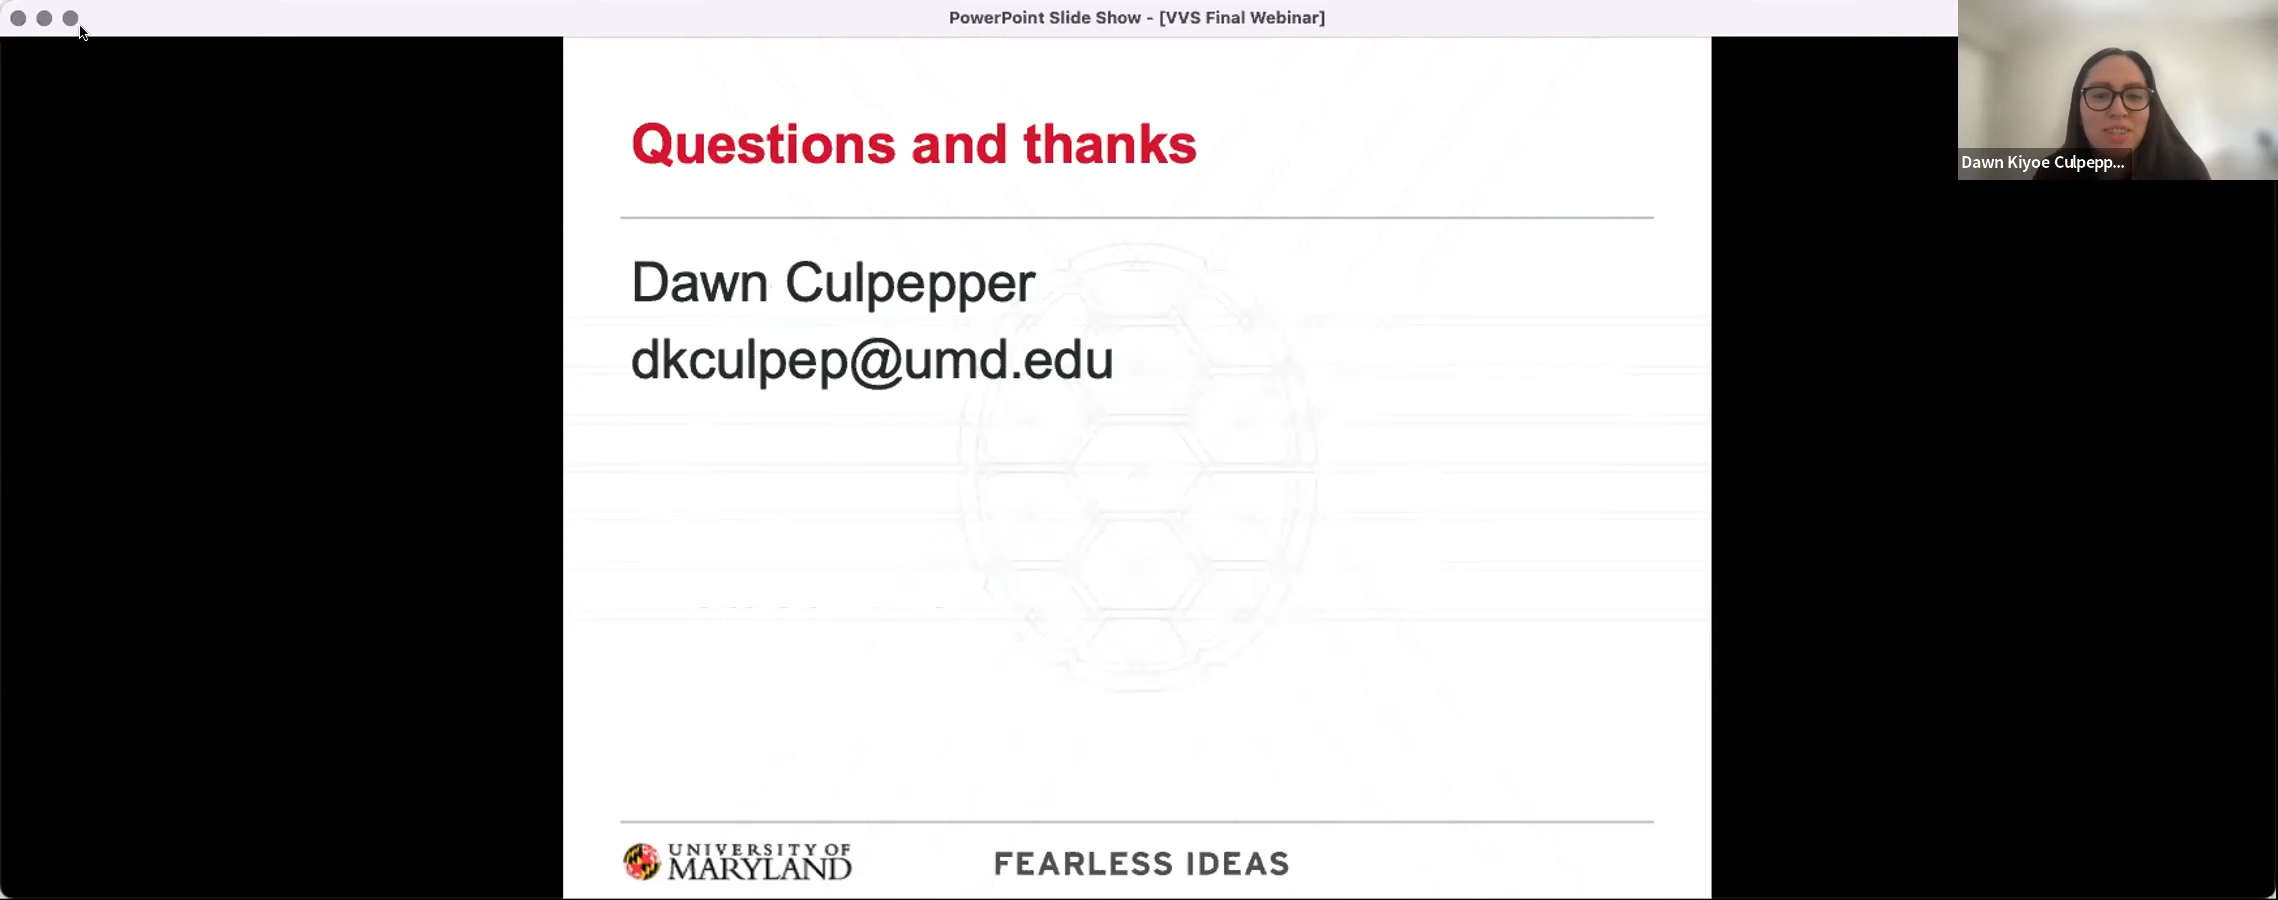 PowerPoint Slide Show - [VVS Final Webinar]
Dawn Kiyoe Culpepp...
Questions and thanks
Dawn Culpepper
dkculpep@umd.edu
UNIVERSITY OF
MARYLAND
FEARLESS IDEAS